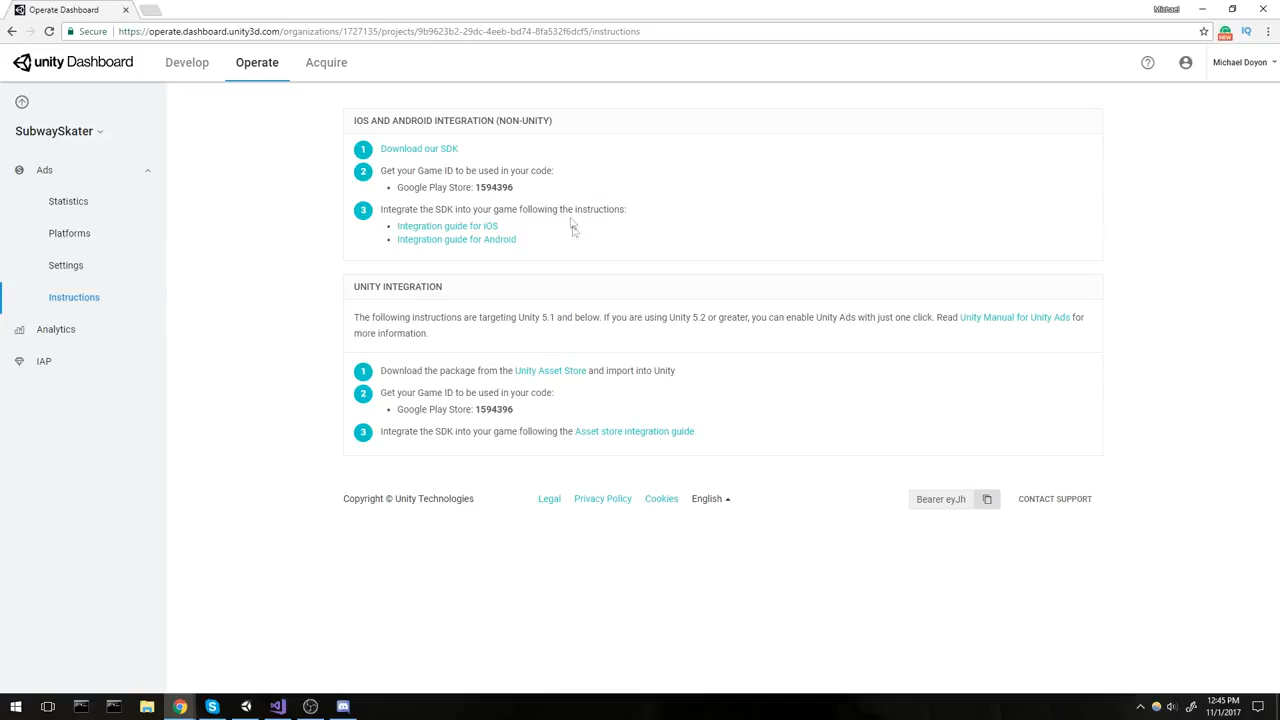 Operate Dashboard
Michael
Secure
https://operate.dashboard.unity3d.com/organizations/1727135/projects/9b9623b2-29dc-4eeb-bd74-8fa532f6dcf5/instructions
NEW
IQ
unity Dashboard
Develop
Operate
Acquire
Michael Doyon
SubwaySkater
Ads
Statistics
Platforms
Settings
Instructions
Analytics
IAP
IOS AND ANDROID INTEGRATION (NON-UNITY)
1 Download our SDK
2 Get your Game ID to be used in your code:
• Google Play Store: 1594396
3 Integrate the SDK into your game following the instructions:
• Integration guide for iOS
• Integration guide for Android
UNITY INTEGRATION
The following instructions are targeting Unity 5.1 and below. If you are using Unity 5.2 or greater, you can enable Unity Ads with just one click. Read Unity Manual for Unity Ads for
more information.
1 Download the package from the Unity Asset Store and import into Unity
2 Get your Game ID to be used in your code:
• Google Play Store: 1594396
3 Integrate the SDK into your game following the Asset store integration guide
Copyright © Unity Technologies
Legal
Privacy Policy
Cookies
English
Bearer eyJh
CONTACT SUPPORT
12:45 PM
11/1/2017